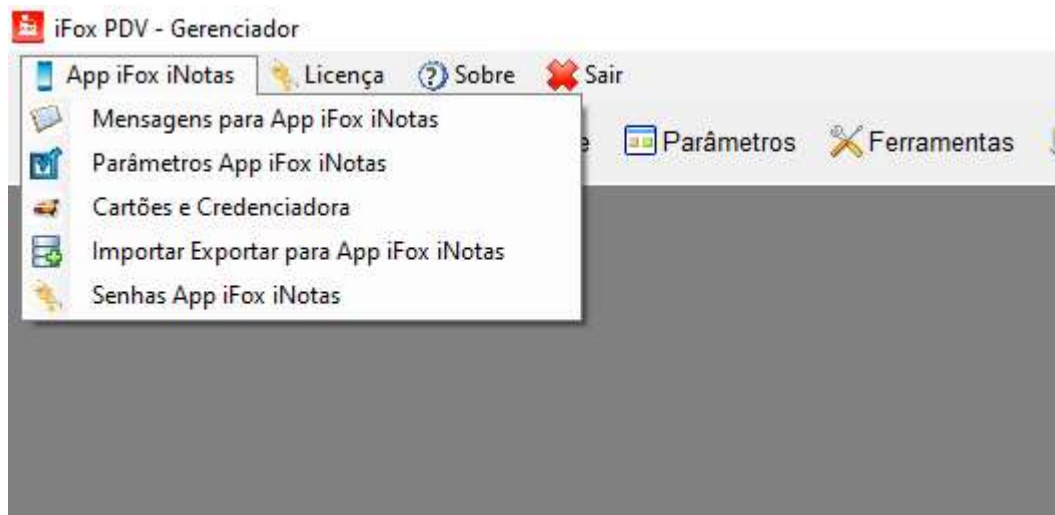 iFox PDV - Gerenciador
App iFox iNotas Licença Sobre Sair
Mensagens para App iFox iNotas
Parâmetros Ferramentas
Parâmetros App iFox iNotas
Cartões e Credenciadora
Importar Exportar para App iFox iNotas
Senhas App iFox iNotas